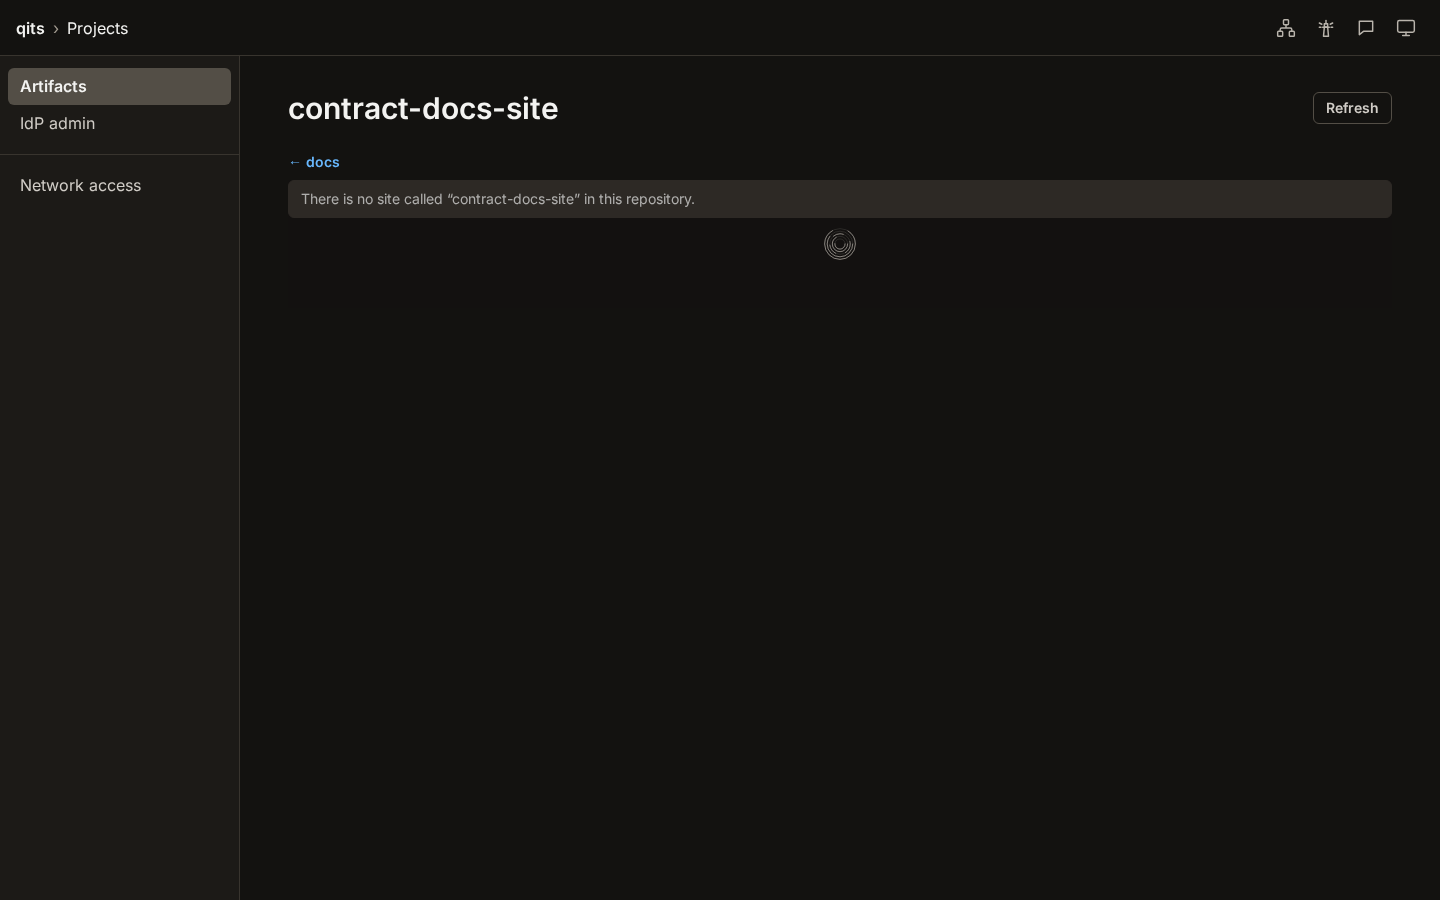 qits › Projects
Artifacts
IdP admin
Network access
contract-docs-site
Refresh
← docs
There is no site called “contract-docs-site” in this repository.